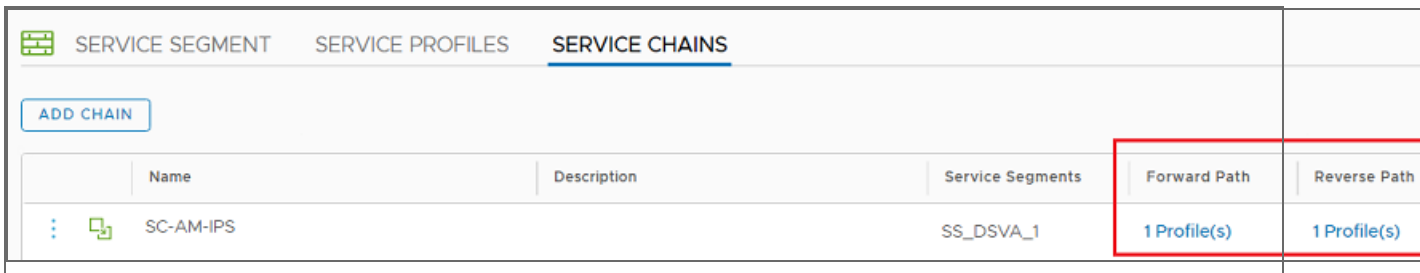 SERVICE SEGMENT SERVICE PROFILES SERVICE CHAINS
ADD CHAIN
Name Description Service Segments Forward Path Reverse Path
SC-AM-IPS SS_DSVA_1 1 Profile(s) 1 Profile(s)